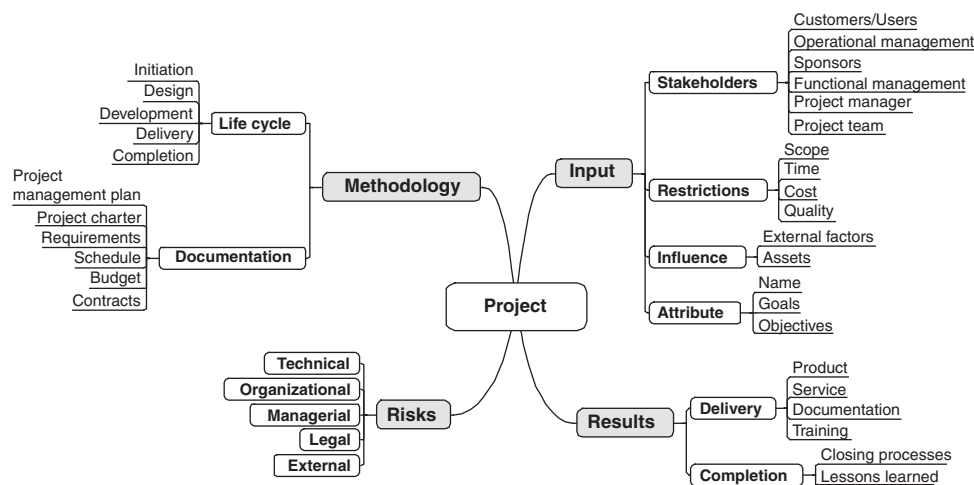 Project
Methodology
Life cycle
Initiation
Design
Development
Delivery
Completion
Documentation
Project
management plan
Project charter
Requirements
Schedule
Budget
Contracts
Input
Stakeholders
Customers/Users
Operational management
Sponsors
Functional management
Project manager
Project team
Restrictions
Scope
Time
Cost
Quality
Influence
External factors
Assets
Attribute
Name
Goals
Objectives
Risks
Technical
Organizational
Managerial
Legal
External
Results
Delivery
Product
Service
Documentation
Training
Completion
Closing processes
Lessons learned